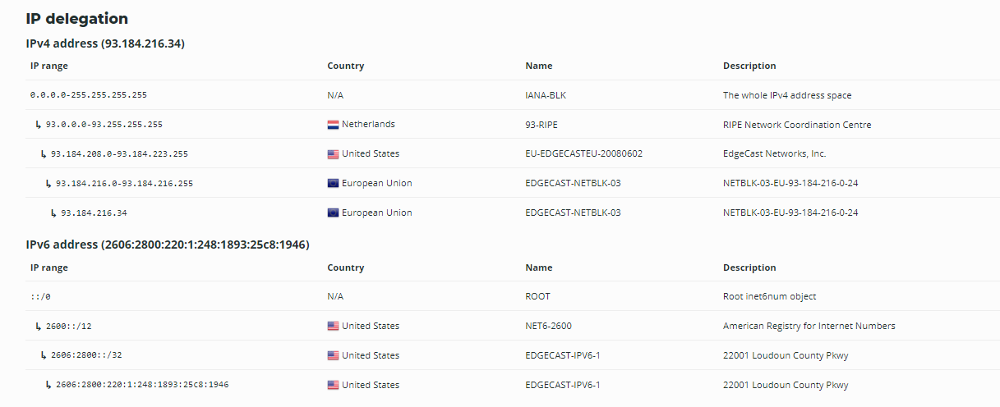 IP delegation
IPv4 address (93.184.216.34)
IP range Country Name Description
0.0.0.0-255.255.255.255 N/A IANA-BLK The whole IPv4 address space
↳ 93.0.0.0-93.255.255.255 Netherlands 93-RIPE RIPE Network Coordination Centre
↳ 93.184.208.0-93.184.223.255 United States EU-EDGECASTEU-20080602 EdgeCast Networks, Inc.
↳ 93.184.216.0-93.184.216.255 European Union EDGECAST-NETBLK-03 NETBLK-03-EU-93-184-216-0-24
↳ 93.184.216.34 European Union EDGECAST-NETBLK-03 NETBLK-03-EU-93-184-216-0-24
IPv6 address (2606:2800:220:1:248:1893:25c8:1946)
IP range Country Name Description
::/0 N/A ROOT Root inet6num object
↳ 2600::/12 United States NET6-2600 American Registry for Internet Numbers
↳ 2606:2800::/32 United States EDGECAST-IPV6-1 22001 Loudoun County Pkwy
↳ 2606:2800:220:1:248:1893:25c8:1946 United States EDGECAST-IPV6-1 22001 Loudoun County Pkwy